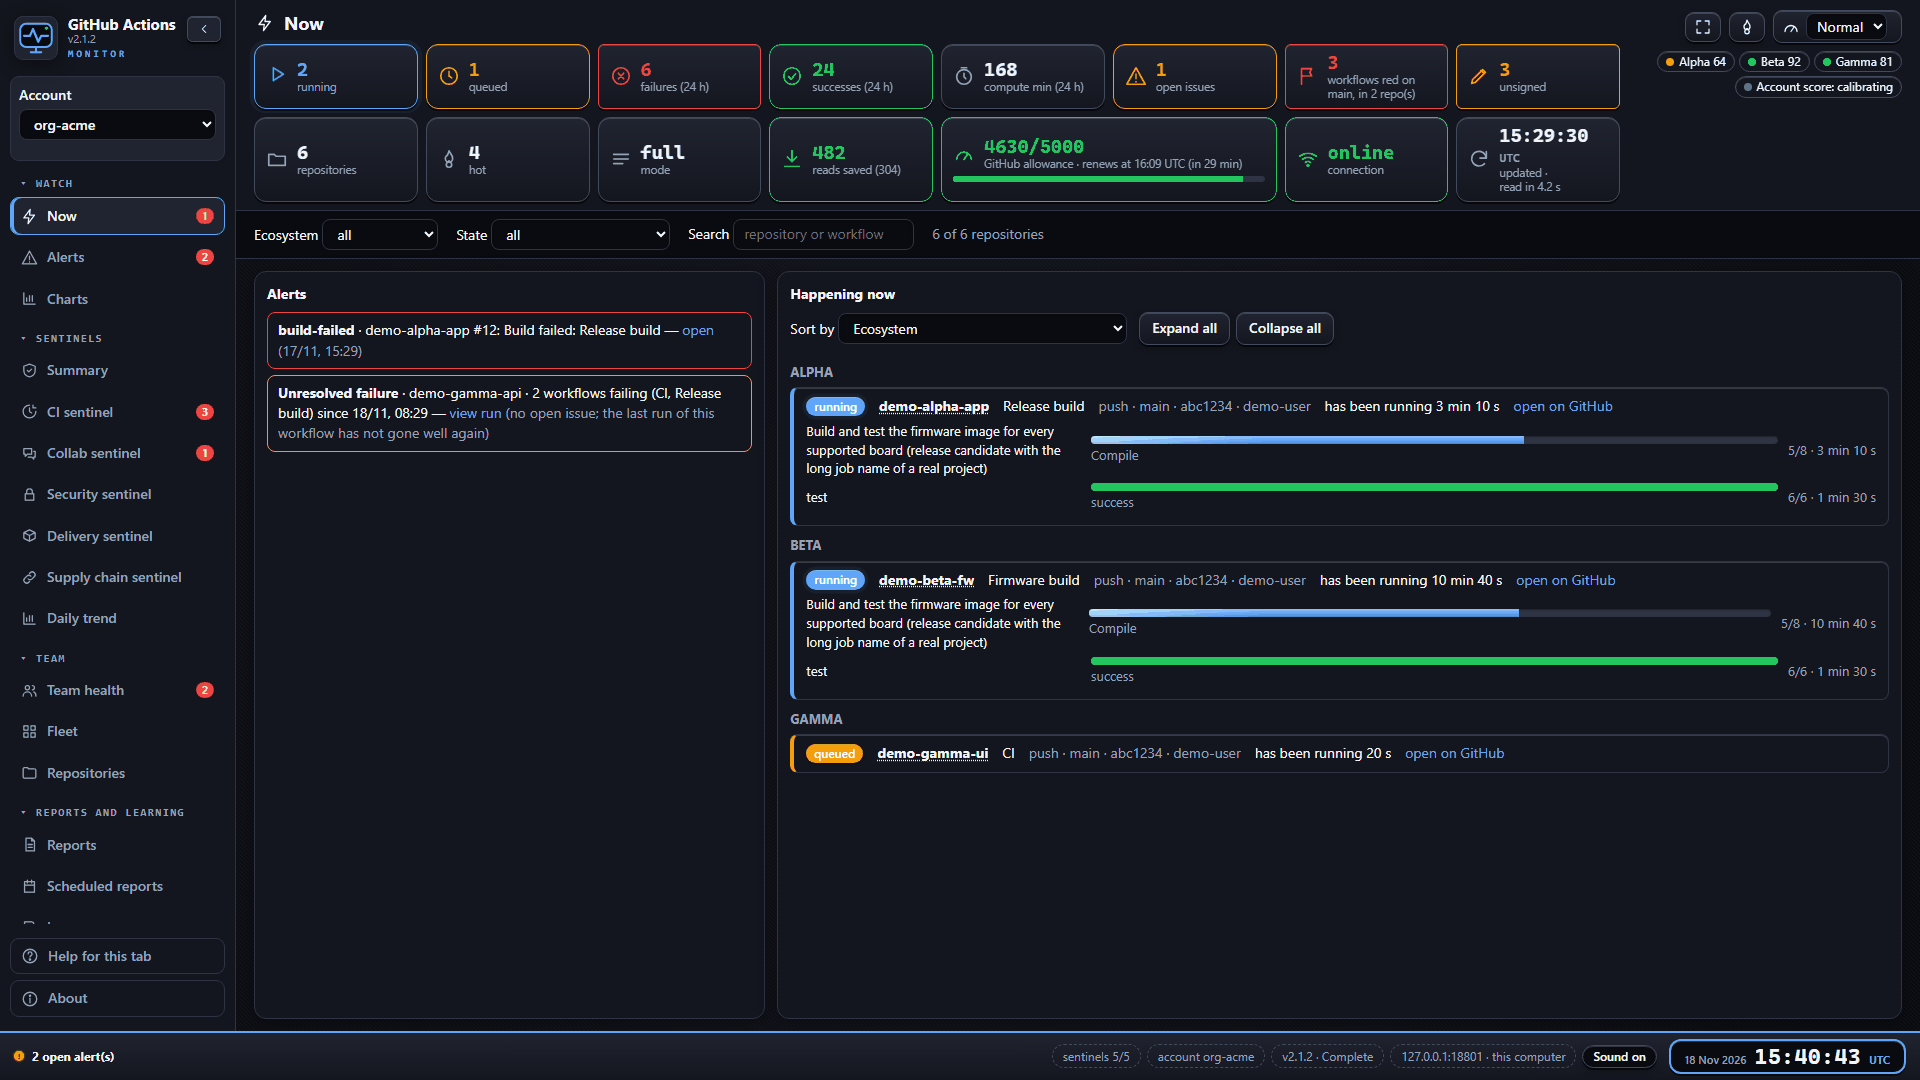 GitHub Actions
v2.1.2
MONITOR
Account
org-acme
WATCH
Now 1
Alerts 2
Charts
SENTINELS
Summary
CI sentinel 3
Collab sentinel 1
Security sentinel
Delivery sentinel
Supply chain sentinel
Daily trend
TEAM
Team health 2
Fleet
Repositories
REPORTS AND LEARNING
Reports
Scheduled reports
Help for this tab
About
Now
2
running
1
queued
6
failures (24 h)
24
successes (24 h)
168
compute min (24 h)
1
open issues
3
workflows red on
main, in 2 repo(s)
3
unsigned
6
repositories
4
hot
full
mode
482
reads saved (304)
4630/5000
GitHub allowance · renews at 16:09 UTC (in 29 min)
online
connection
15:29:30
UTC
updated ·
read in 4.2 s
Normal
Alpha 64
Beta 92
Gamma 81
Account score: calibrating
Ecosystem all
State all
Search repository or workflow
6 of 6 repositories
Alerts
build-failed · demo-alpha-app #12: Build failed: Release build — open
(17/11, 15:29)
Unresolved failure · demo-gamma-api · 2 workflows failing (CI, Release
build) since 18/11, 08:29 — view run (no open issue; the last run of this
workflow has not gone well again)
Happening now
Sort by Ecosystem
Expand all
Collapse all
ALPHA
running demo-alpha-app Release build push · main · abc1234 · demo-user has been running 3 min 10 s open on GitHub
Build and test the firmware image for every
supported board (release candidate with the
long job name of a real project)
Compile
5/8 · 3 min 10 s
test
success
6/6 · 1 min 30 s
BETA
running demo-beta-fw Firmware build push · main · abc1234 · demo-user has been running 10 min 40 s open on GitHub
Build and test the firmware image for every
supported board (release candidate with the
long job name of a real project)
Compile
5/8 · 10 min 40 s
test
success
6/6 · 1 min 30 s
GAMMA
queued demo-gamma-ui CI push · main · abc1234 · demo-user has been running 20 s open on GitHub
2 open alert(s)
sentinels 5/5
account org-acme
v2.1.2 · Complete
127.0.0.1:18801 · this computer
Sound on
18 Nov 2026 15:40:43 UTC